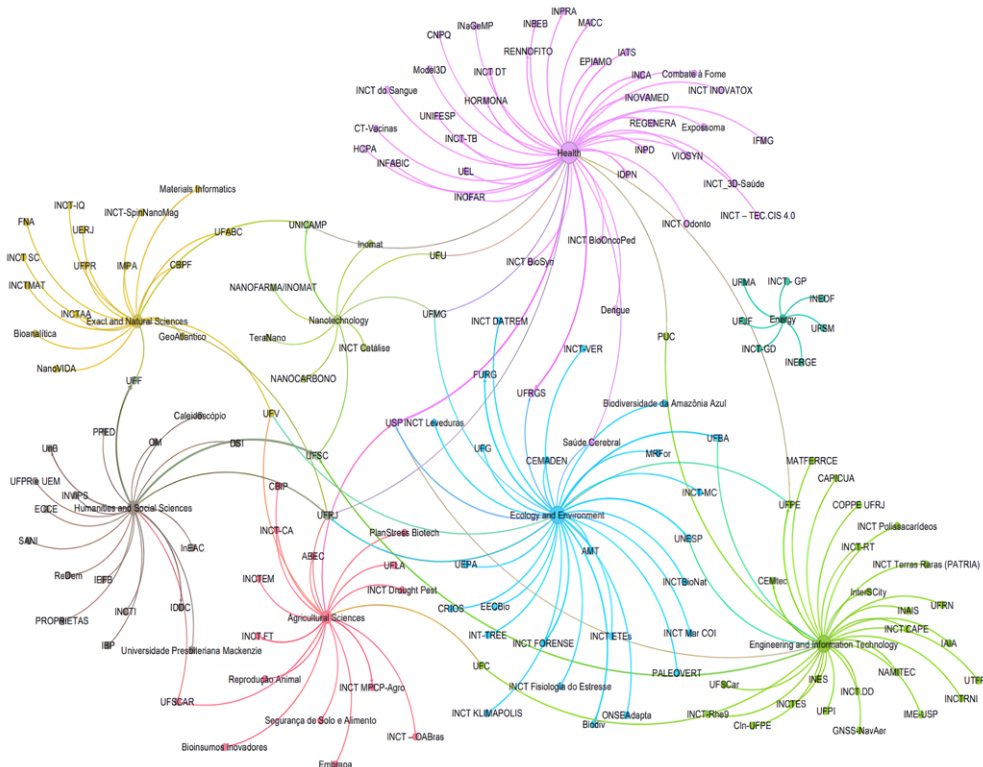 INPRA
INaGeMP
INBEB
MACC
CNPQ
RENNOFITO
IATS
EPIAMO
Model3D
INCT DT
INCA
Combate à Fome
INCT do Sangue
INCT INOVATOX
HORMONA
INOVAMED
UNIFESP
REGENERA
CT-Vacinas
Expossoma
INCT-TB
IFMG
HCPA
INFABIC
Health
INPD
VIOSYN
UEL
IDPN
INCT_3D-Saúde
INOFAR
Materials Informatics
INCT-IQ
INCT-SpinNanoMag
INCT – TEC.CIS 4.0
FNA
UERJ
UFABC
UNICAMP
INCT Odonto
INCT BioOncoPed
Inomat
INCT SC
UFPR
IMPA
CBPF
UFU
INCT BioSyn
INCTMAT
NANOFARMA/INOMAT
UFMA
INCT - GP
INEOF
Dengue
INCTAA
Exact and Natural Sciences
Nanotechnology
UFMG
INCT DATREM
UFJF
Energy
UFSM
Bioanalítica
GeoAtlantico
TeraNano
PUC
INCT Catálise
INCT-VER
INCT-GD
INERGE
NanoVIDA
UFF
NANOCARBONO
FURG
UFRGS
Biodiversidade da Amazônia Azul
Caleidoscópio
UFV
USP
INCT Leveduras
PPED
UFBA
UnB
OIM
DSI
UFSC
UFG
Saúde Cerebral
MRFor
CEMADEN
MATFERRCE
UFPR e UEM
INVIPS
CBIP
INCT-MC
CAPICUA
EQCE
Humanities and Social Sciences
UFRJ
Ecology and Environment
UFPE
COPPE UFRJ
INCT-CA
PlanStress Biotech
INCT Polissacarídeos
SANI
InEAC
ABEC
UEPA
AMT
UNESP
INCT-RT
ReDem
IEFB
INCTEM
UFLA
INCT Terras Raras (PATRIA)
INCT Drought Pest
INCTBioNat
CEMtec
InterSCity
PROPRIETAS
INCTI
IDDC
CRIOS
EECBio
INAIS
UFRN
Agricultural Sciences
INCT CAPE
IBP
INCT FT
INT-TREE
INCT FORENSE
INCT ETEs
INCT Mar COI
Engineering and Information Technology
IAIA
Universidade Presbiteriana Mackenzie
UFC
Reprodução Animal
PALEOVERT
INES
NAMITEC
INCT MPCP-Agro
INCT Fisiologia do Estresse
UFSCar
INCT DD
INCTRNI
UFSCAR
INCT KLIMAPOLIS
INCT-Rhe9
INCTES
UFPI
IME-USP
Segurança de Solo e Alimento
ONSEAdapta
Biodiv
CIn-UFPE
GNSS-NavAer
Bioinsumos Inovadores
INCT – OABras
Embrapa